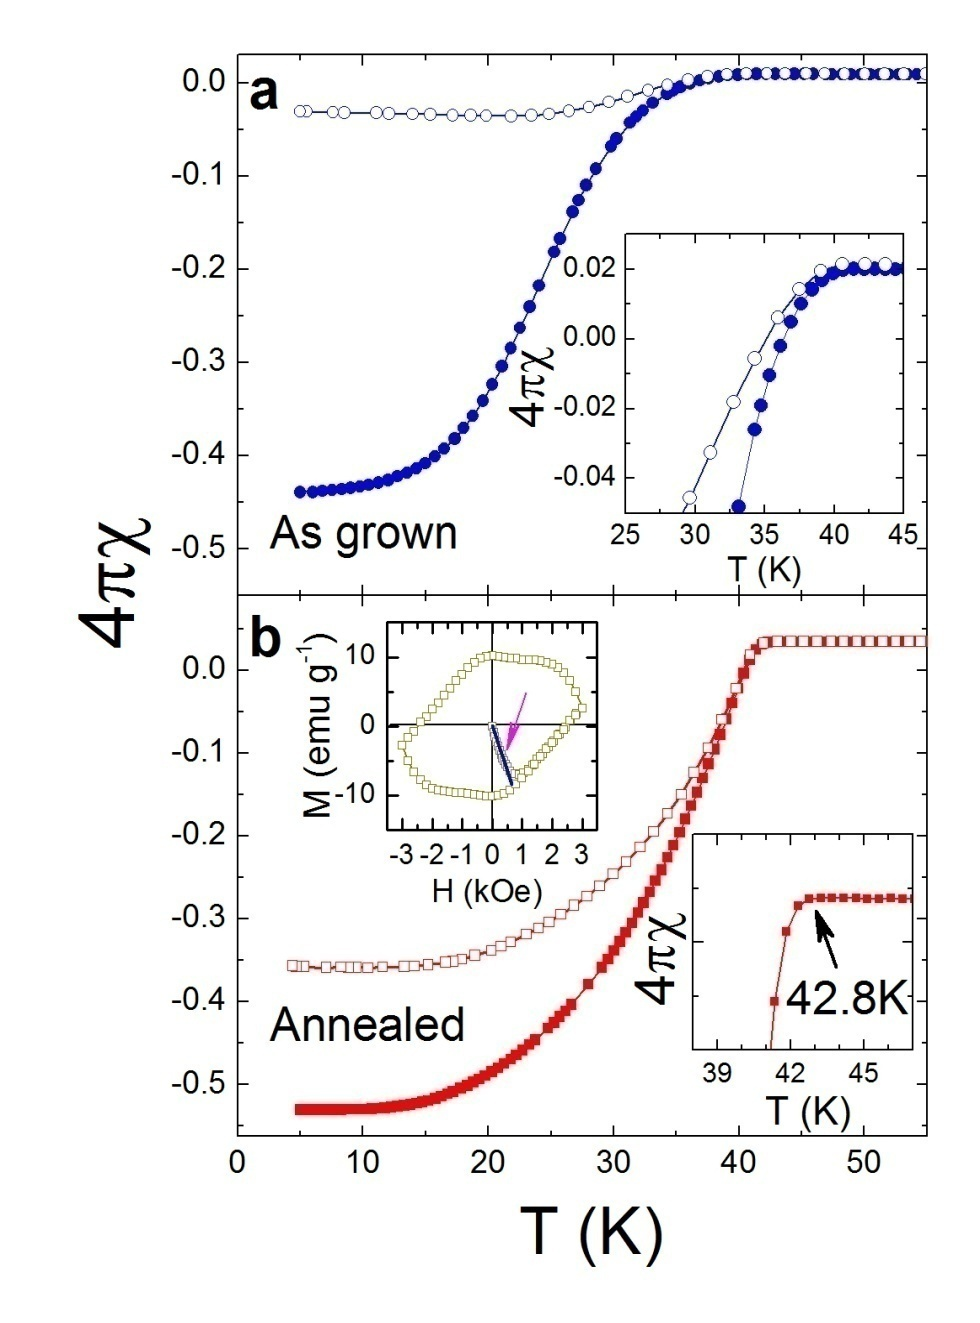 4πχ
a
0.0
-0.1
-0.2
-0.3
-0.4
-0.5
As grown
4πχ
0.02
0.00
-0.02
-0.04
25 30 35 40 45
T (K)
b
0.0
-0.1
-0.2
-0.3
-0.4
-0.5
M (emu g⁻¹)
10
0
-10
-3 -2 -1 0 1 2 3
H (kOe)
Annealed
4πχ
42.8K
39 42 45
T (K)
0 10 20 30 40 50
T (K)